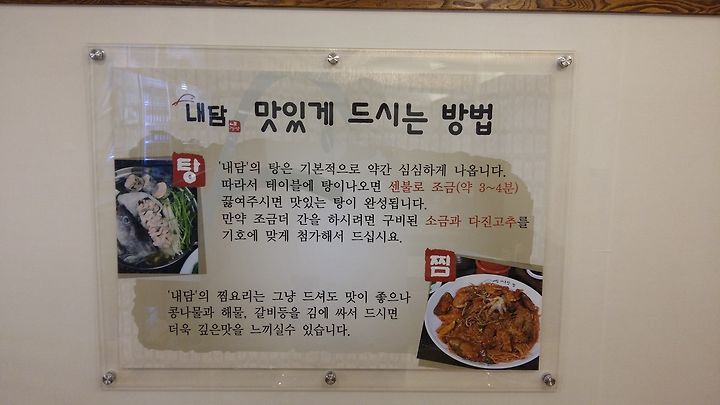 내담 맛있게 드시는 방법
탕
'내담'의 탕은 기본적으로 약간 심심하게 나옵니다.
따라서 테이블에 탕이나오면 센불로 조금(약 3~4분)
끓여주시면 맛있는 탕이 완성됩니다.
만약 조금더 간을 하시려면 구비된 소금과 다진고추를
기호에 맞게 첨가해서 드십시요.
찜
'내담'의 찜요리는 그냥 드셔도 맛이 좋으나
콩나물과 해물, 갈비등을 김에 싸서 드시면
더욱 깊은맛을 느끼실수 있습니다.